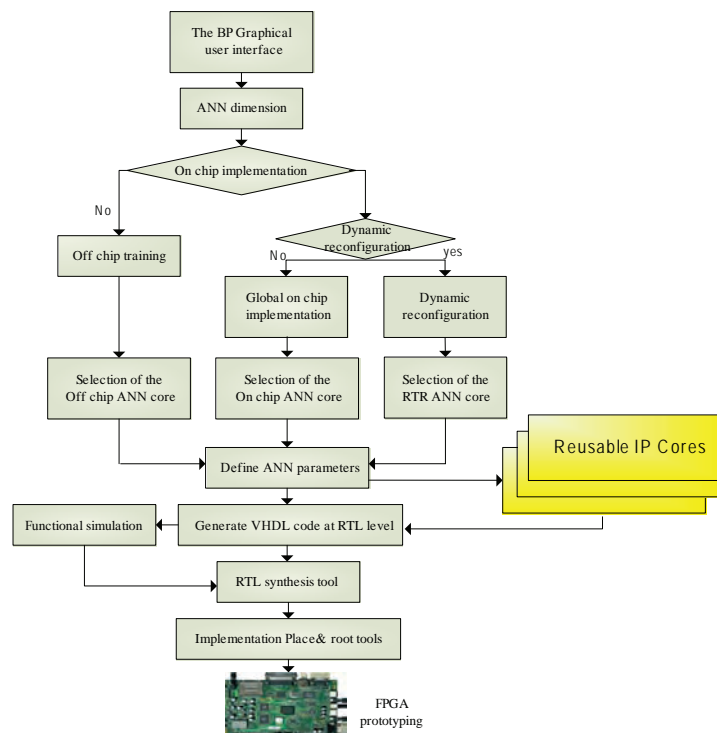 The BP Graphical
user interface
ANN dimension
On chip implementation
No
Dynamic
reconfiguration
No
yes
Off chip training
Global on chip
implementation
Dynamic
reconfiguration
Selection of the
Off chip ANN core
Selection of the
On chip ANN core
Selection of the
RTR ANN core
Reusable IP Cores
Define ANN parameters
Functional simulation
Generate VHDL code at RTL level
RTL synthesis tool
Implementation Place& root tools
FPGA
prototyping